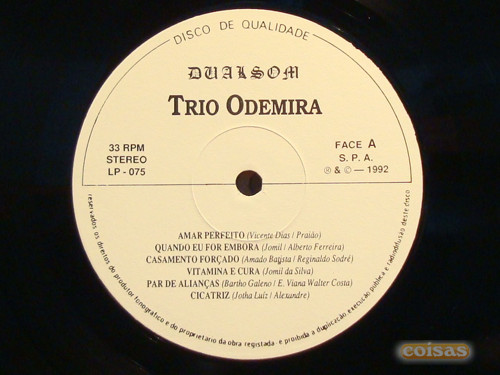 DISCO DE QUALIDADE
DUALSOM
TRIO ODEMIRA
33 RPM
STEREO
LP - 075
FACE A
S. P. A.
℗ & © — 1992
AMAR PERFEITO (Vicente Dias / Praião)
QUANDO EU FOR EMBORA (Jomil / Alberto Ferreira)
CASAMENTO FORÇADO (Amado Batista / Reginaldo Sodré)
VITAMINA E CURA (Jomil da Silva)
PAR DE ALIANÇAS (Bartho Galeno / E. Viana Walter Costa)
CICATRIZ (Jotha Luíz / Alexandre)
reservados os direitos do produtor fonográfico e do proprietario da obra registada - e proibida a duplicação, execução publica e radiodifusão deste disco
coisas